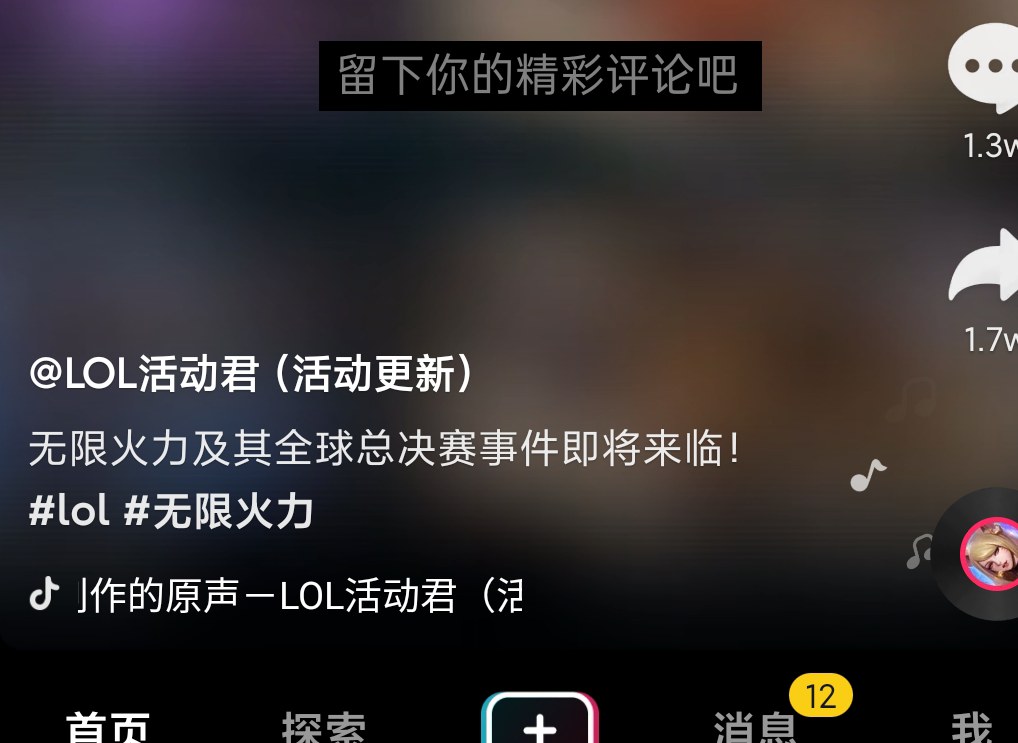 留下你的精彩评论吧
1.3w
1.7w
@LOL活动君（活动更新）
无限火力及其全球总决赛事件即将来临！
#lol #无限火力
作的原声－LOL活动君（活
12
首页 探索 消息 我